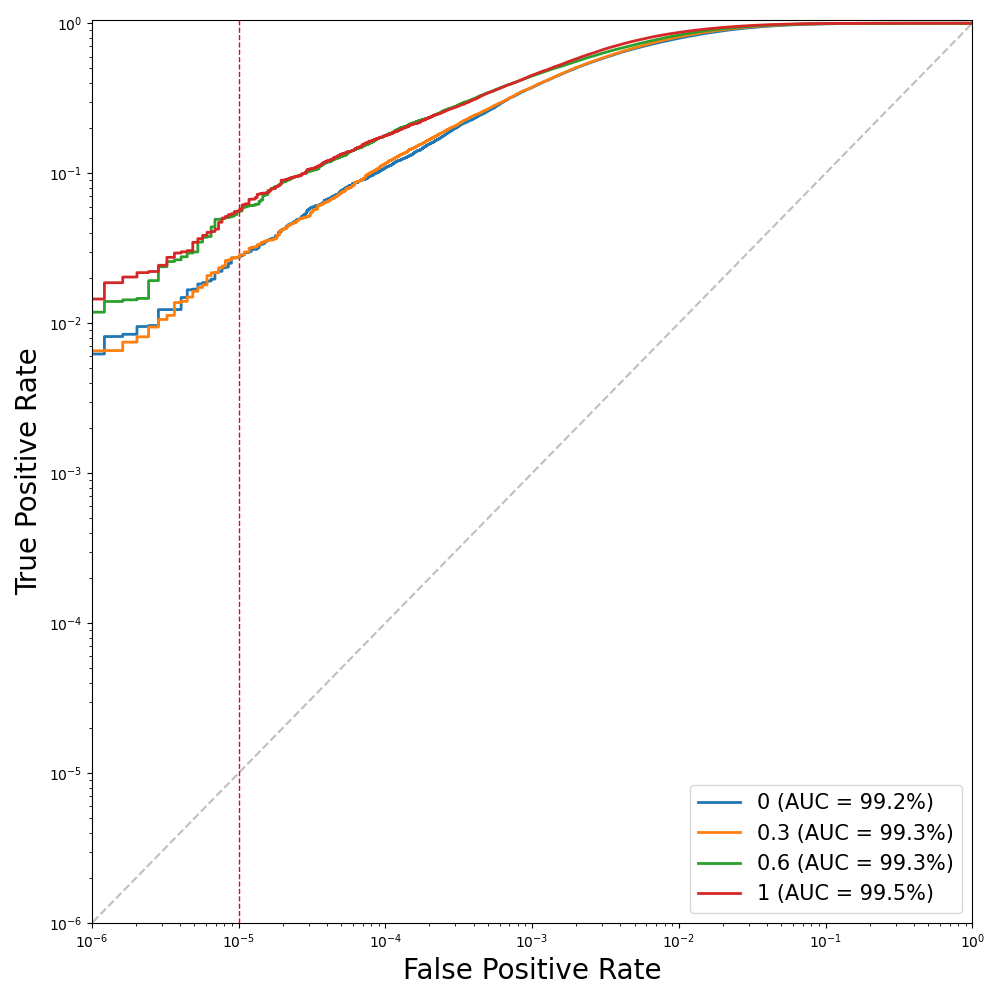 10⁰
10⁻¹
10⁻²
10⁻³
10⁻⁴
10⁻⁵
10⁻⁶
True Positive Rate
10⁻⁶ 10⁻⁵ 10⁻⁴ 10⁻³ 10⁻² 10⁻¹ 10⁰
False Positive Rate
0 (AUC = 99.2%)
0.3 (AUC = 99.3%)
0.6 (AUC = 99.3%)
1 (AUC = 99.5%)